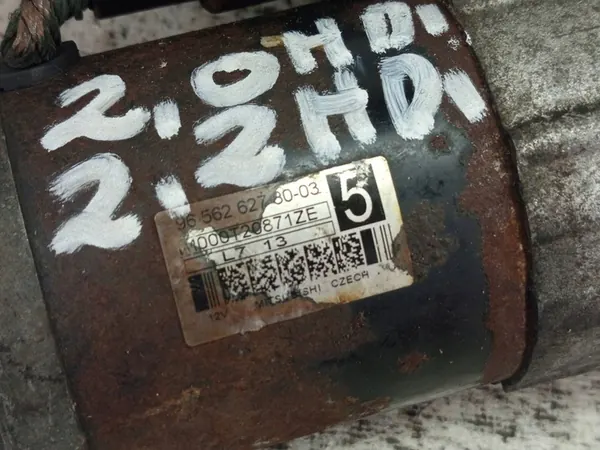 2.0HDi
2.2HDi
96 562 627 80-03
5
M000T20871ZE
L7 13
12V MITSUBISHI CZECH